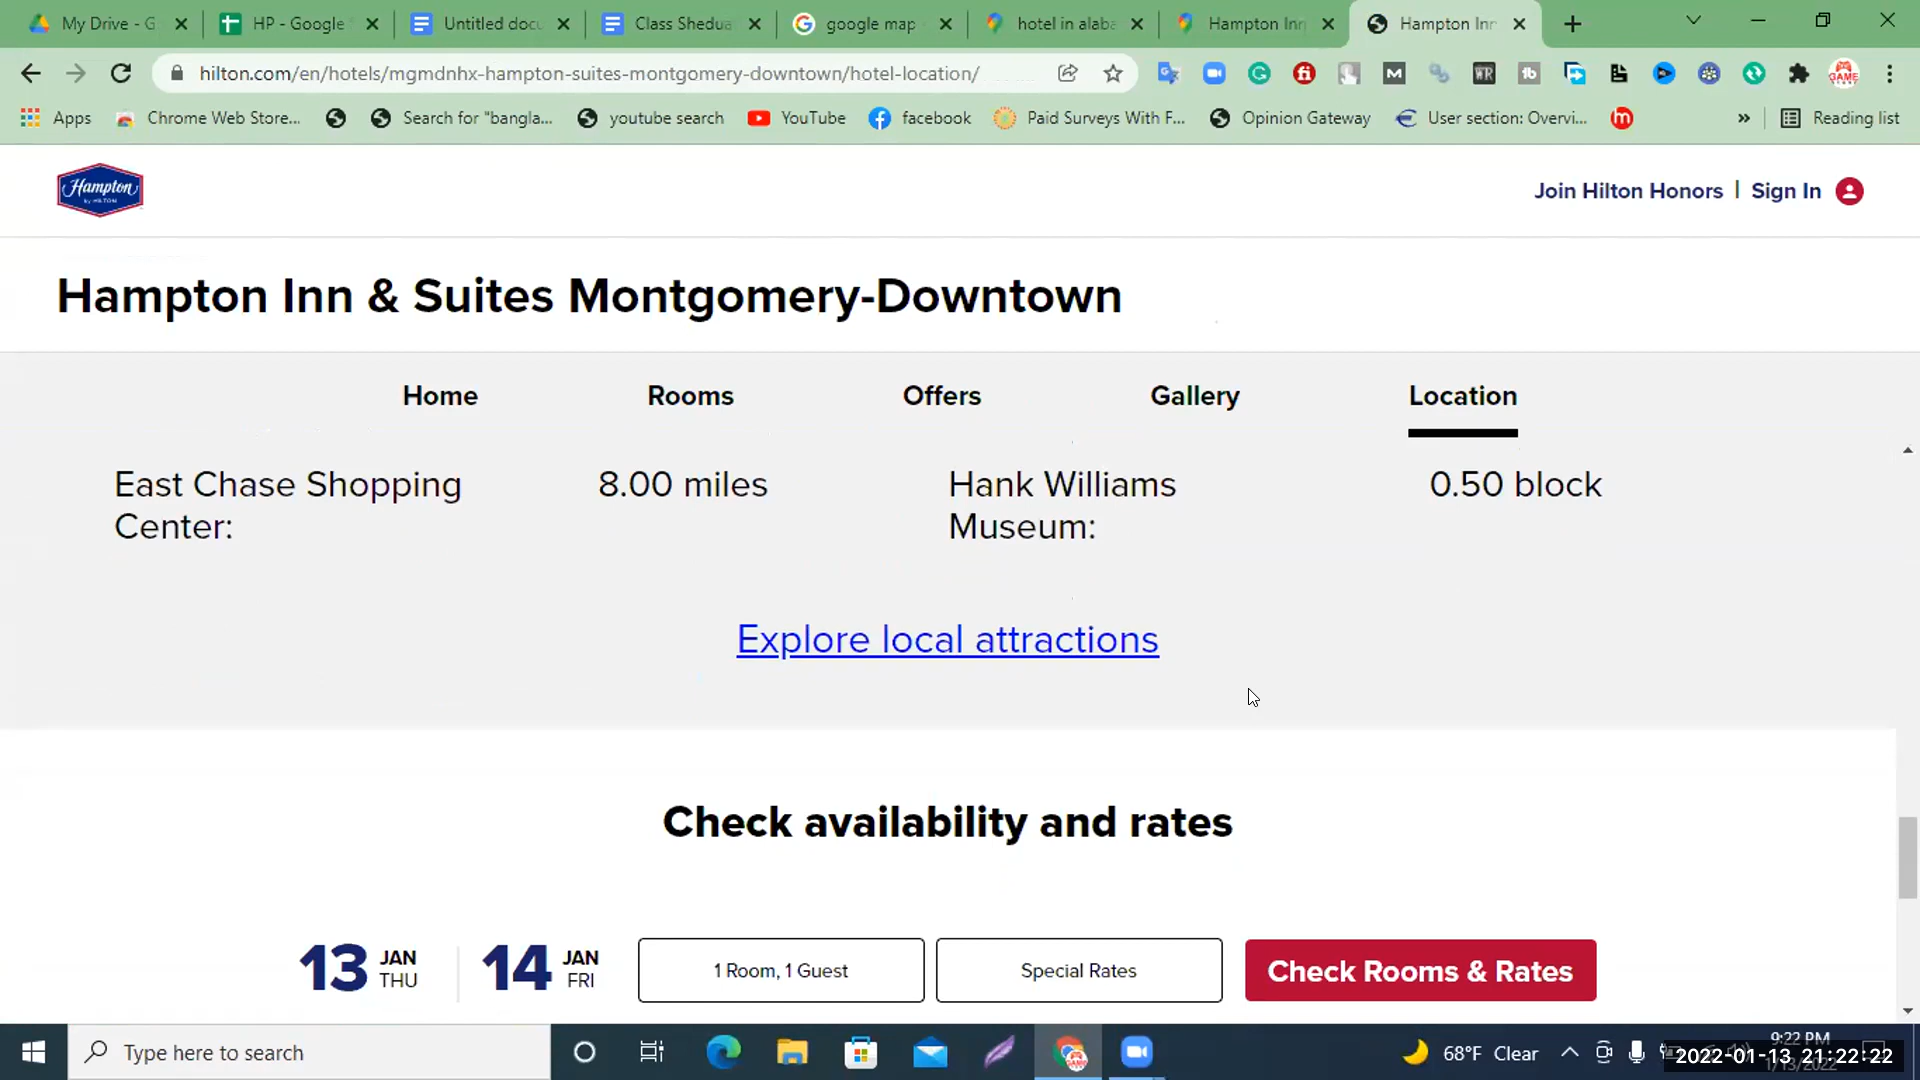 My Drive - G
HP - Google
Untitled docu
Class Shedua
google map
hotel in alaba
Hampton Inn
Hampton Inn
hilton.com/en/hotels/mgmdnhx-hampton-suites-montgomery-downtown/hotel-location/
Apps
Chrome Web Store...
Search for "bangla...
youtube search
YouTube
facebook
Paid Surveys With F...
Opinion Gateway
User section: Overvi...
Reading list
Hampton
by HILTON
Join Hilton Honors | Sign In
Hampton Inn & Suites Montgomery-Downtown
Home
Rooms
Offers
Gallery
Location
East Chase Shopping
Center:
8.00 miles
Hank Williams
Museum:
0.50 block
Explore local attractions
Check availability and rates
13 JAN THU
14 JAN FRI
1 Room, 1 Guest
Special Rates
Check Rooms & Rates
Type here to search
68°F Clear
9:22 PM
1/13/2022
2022-01-13 21:22:22